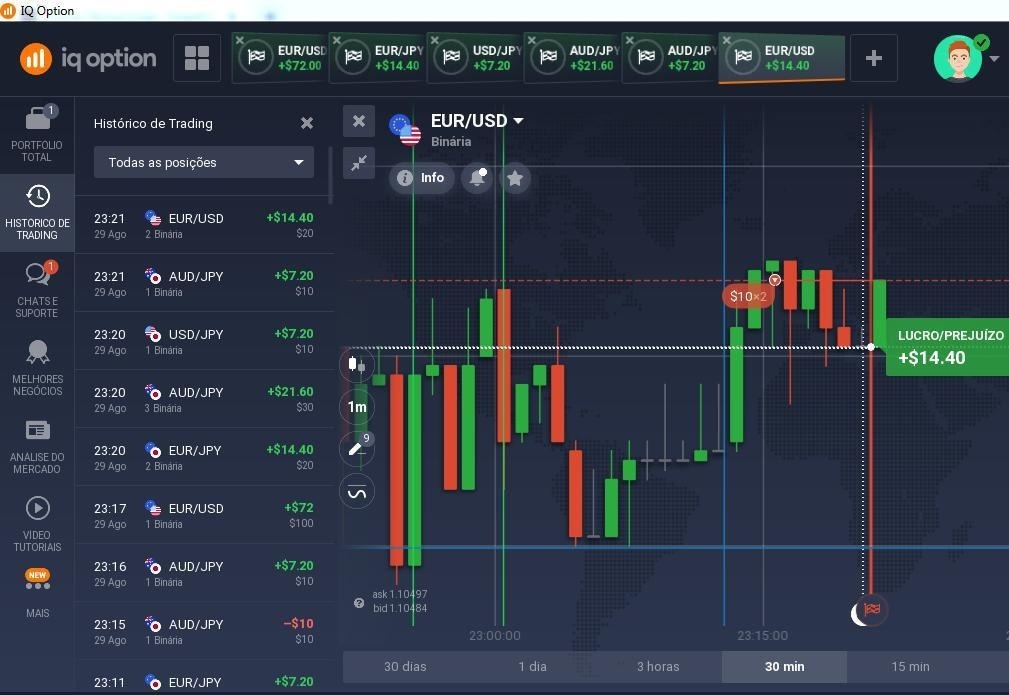 IQ Option
iq option
EUR/USD
+$72.00
EUR/JPY
+$14.40
USD/JPY
+$7.20
AUD/JPY
+$21.60
AUD/JPY
+$7.20
EUR/USD
+$14.40
1
PORTFOLIO
TOTAL
HISTÓRICO DE
TRADING
1
CHATS E
SUPORTE
MELHORES
NEGÓCIOS
ANÁLISE DO
MERCADO
VÍDEO
TUTORIAIS
NEW
MAIS
Histórico de Trading
Todas as posições
23:21 EUR/USD +$14.40
29 Ago 2 Binária $20
23:21 AUD/JPY +$7.20
29 Ago 1 Binária $10
23:20 USD/JPY +$7.20
29 Ago 1 Binária $10
23:20 AUD/JPY +$21.60
29 Ago 3 Binária $30
23:20 EUR/JPY +$14.40
29 Ago 2 Binária $20
23:17 EUR/USD +$72
29 Ago 1 Binária $100
23:16 AUD/JPY +$7.20
29 Ago 1 Binária $10
23:15 AUD/JPY −$10
29 Ago 1 Binária $10
23:11 EUR/JPY +$7.20
EUR/USD
Binária
i Info
$10×2
LUCRO/PREJUÍZO
+$14.40
1m
9
? ask 1.10497
bid 1.10484
23:00:00 23:15:00
30 dias 1 dia 3 horas 30 min 15 min